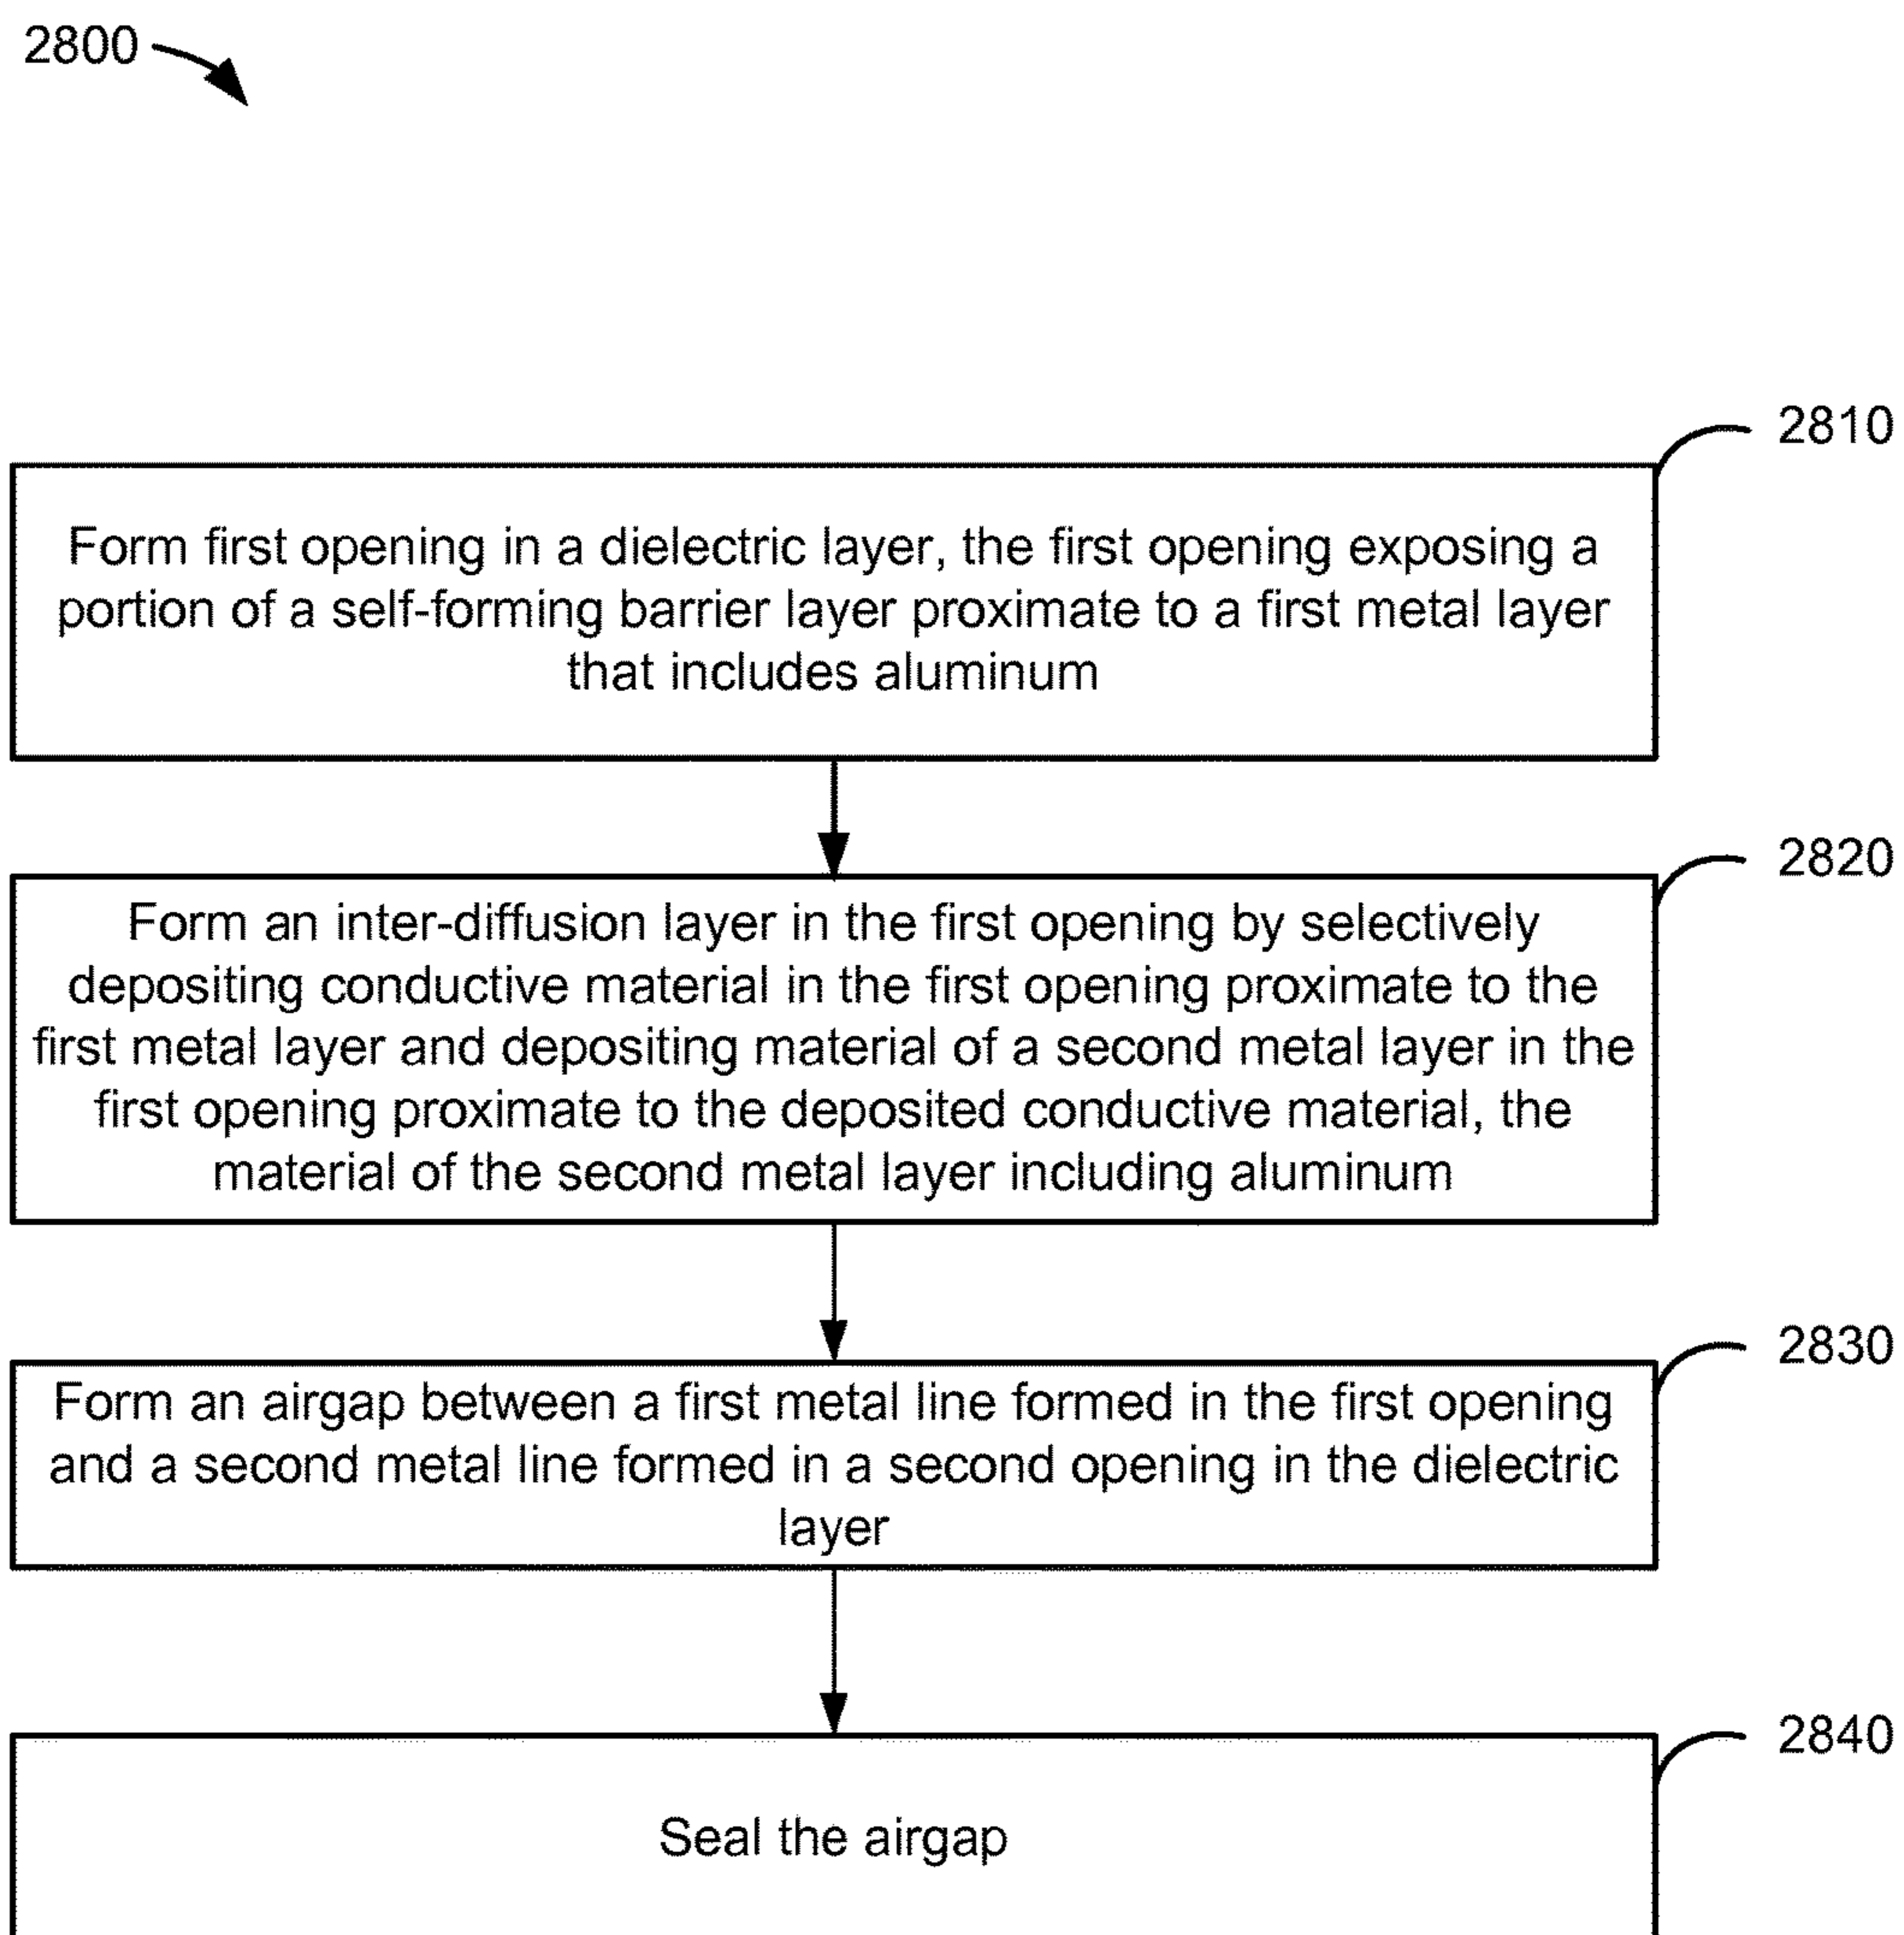 2800
2810
Form first opening in a dielectric layer, the first opening exposing a
portion of a self-forming barrier layer proximate to a first metal layer
that includes aluminum
2820
Form an inter-diffusion layer in the first opening by selectively
depositing conductive material in the first opening proximate to the
first metal layer and depositing material of a second metal layer in the
first opening proximate to the deposited conductive material, the
material of the second metal layer including aluminum
2830
Form an airgap between a first metal line formed in the first opening
and a second metal line formed in a second opening in the dielectric
layer
2840
Seal the airgap